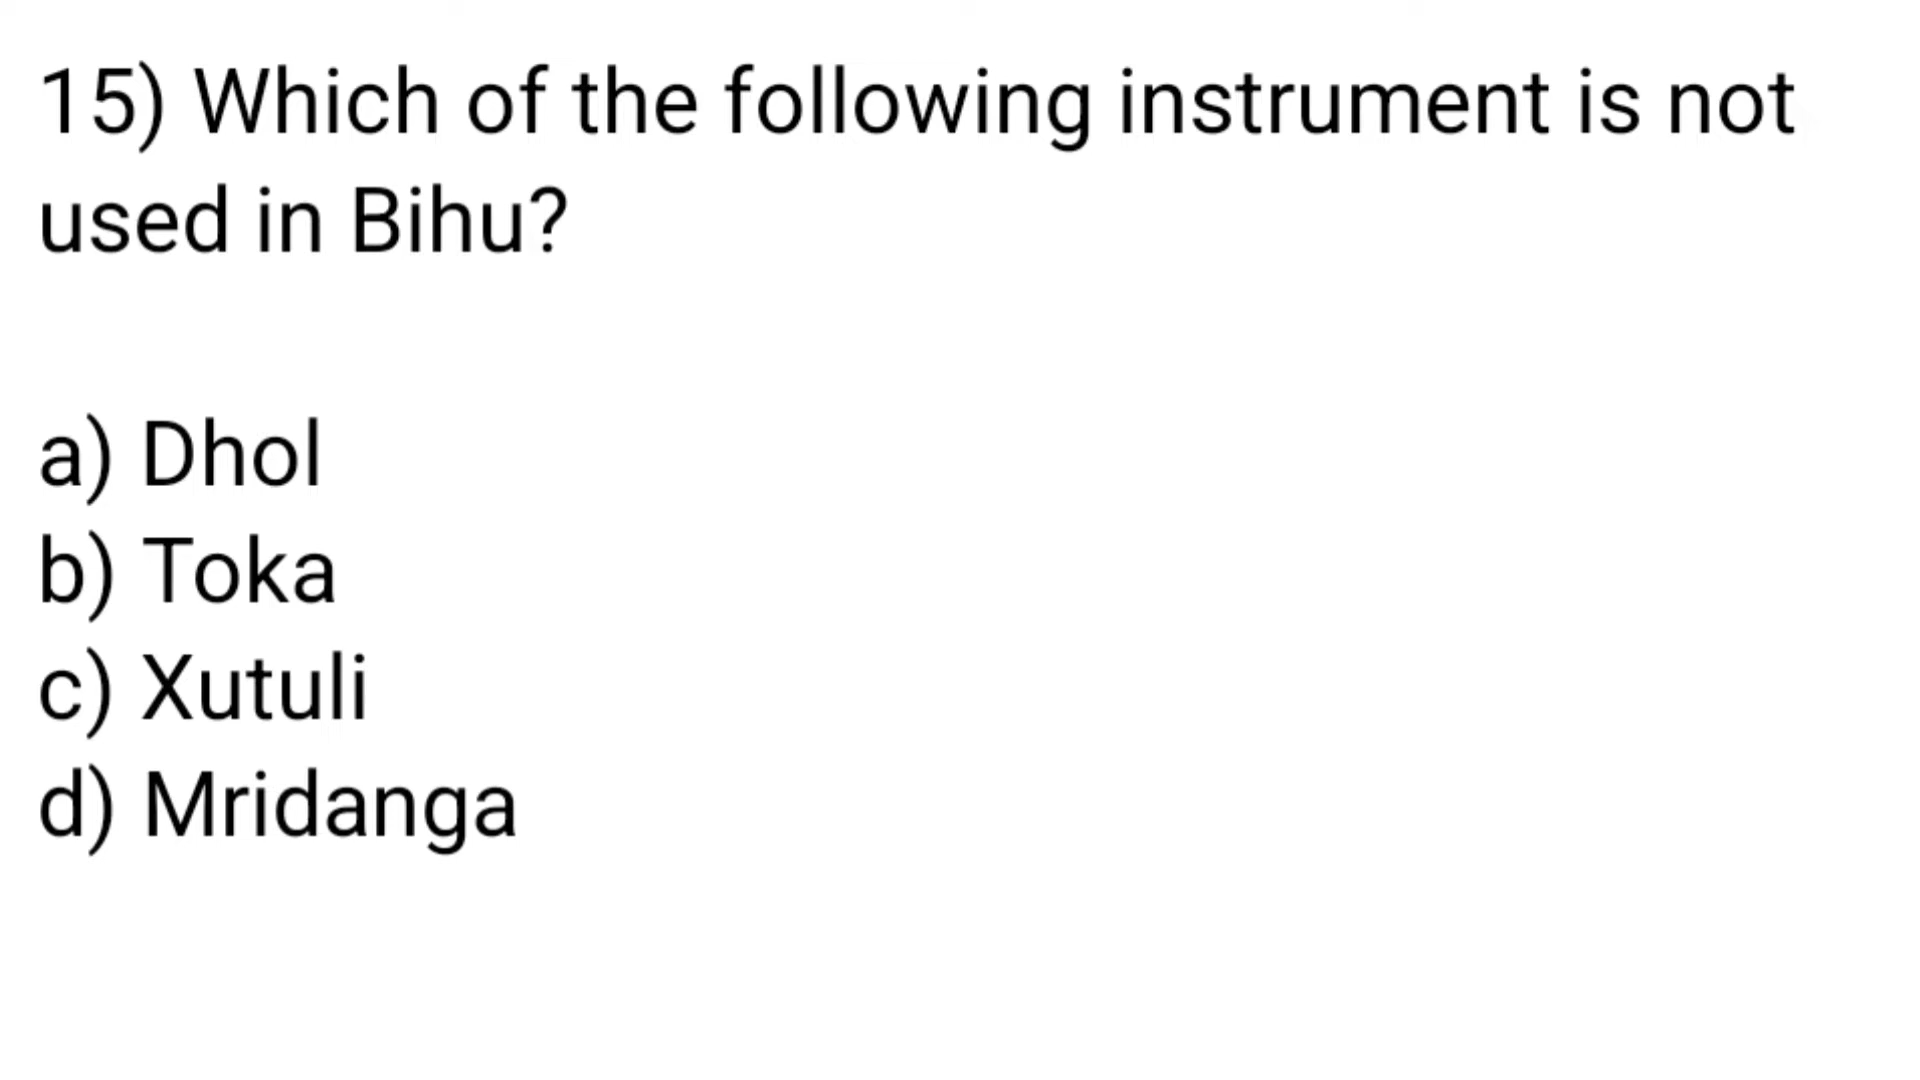 15) Which of the following instrument is not
used in Bihu?
a) Dhol
b) Toka
c) Xutuli
d) Mridanga